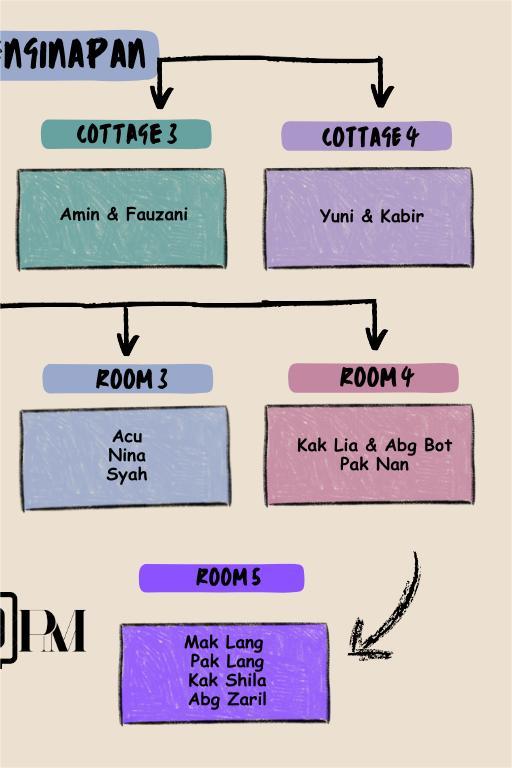 ENGINAPAN
COTTAGE 3
COTTAGE 4
Amin & Fauzani
Yuni & Kabir
ROOM 3
ROOM 4
Acu
Nina
Syah
Kak Lia & Abg Bot
Pak Nan
ROOM 5
PM
Mak Lang
Pak Lang
Kak Shila
Abg Zaril